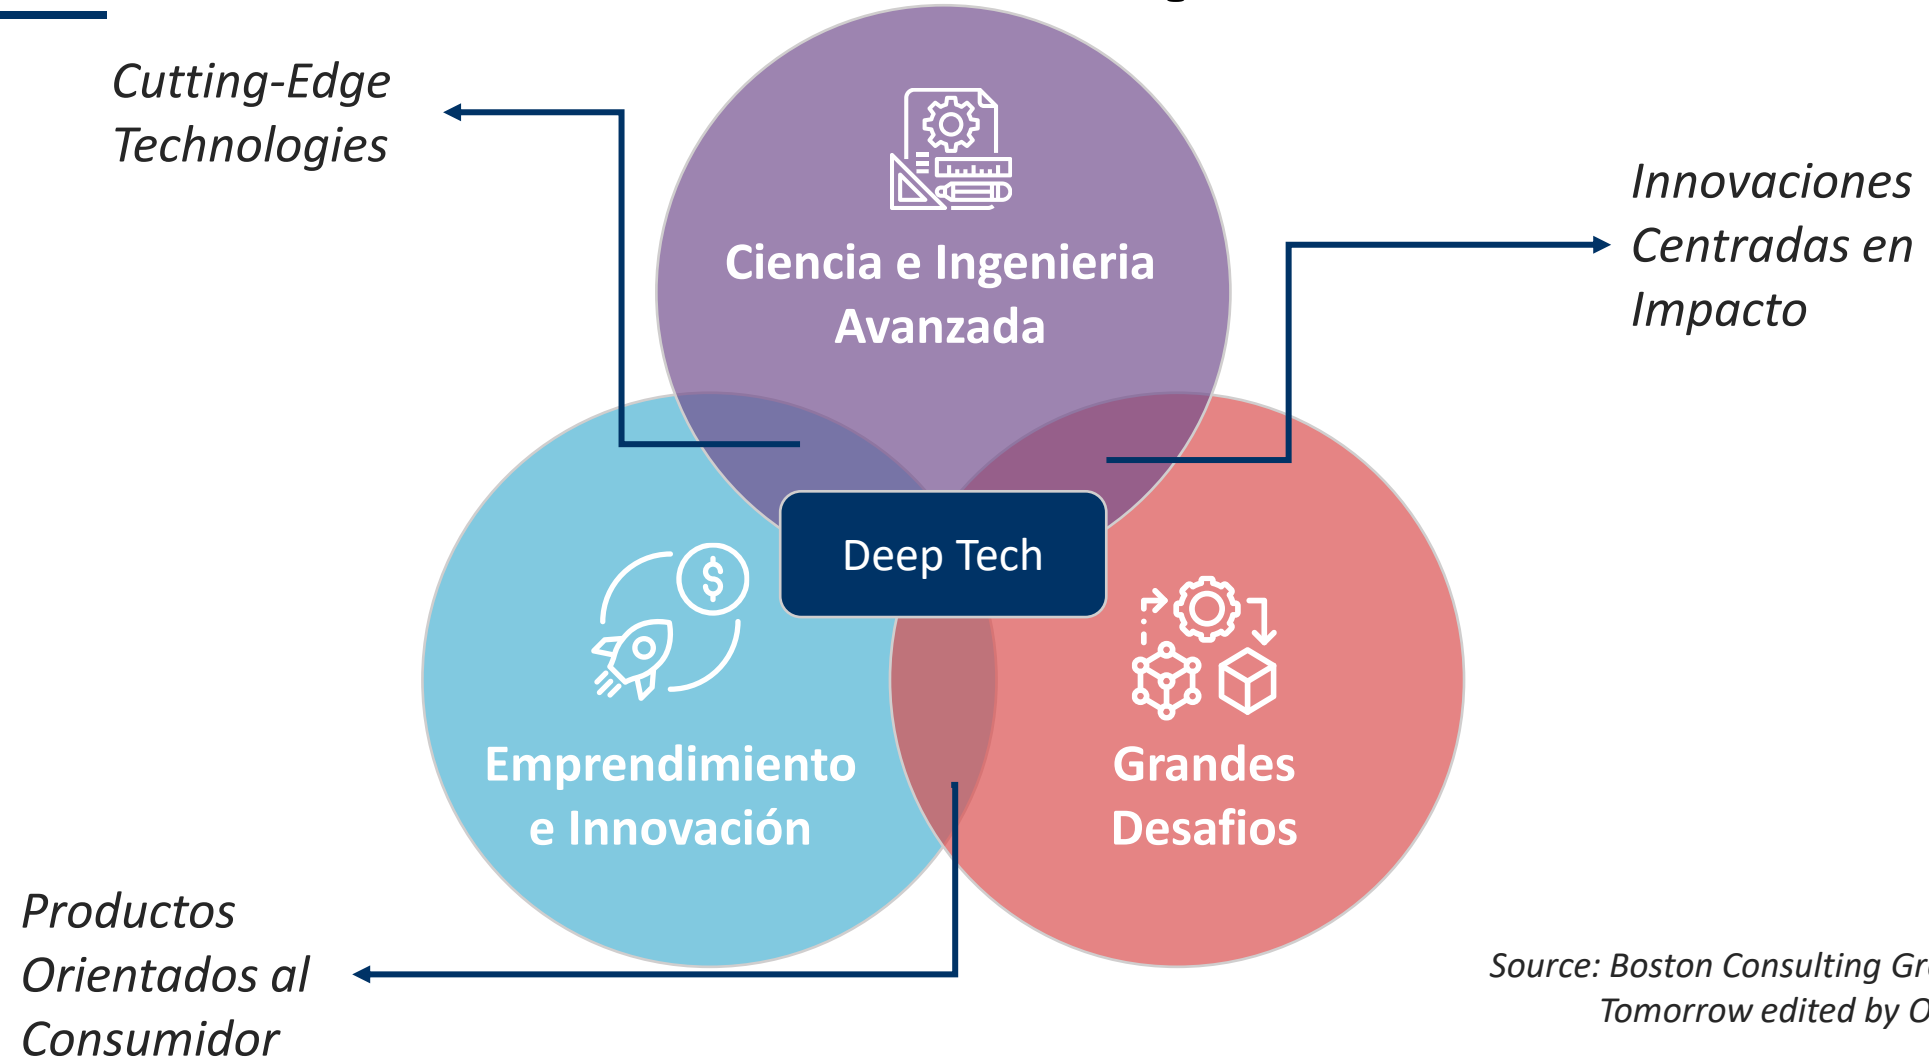 Cutting-Edge
Technologies
Innovaciones
Centradas en
Impacto
Ciencia e Ingenieria
Avanzada
Deep Tech
$
Emprendimiento
e Innovación
Grandes
Desafios
Productos
Orientados al
Consumidor
Source: Boston Consulting
Tomorrow edited by